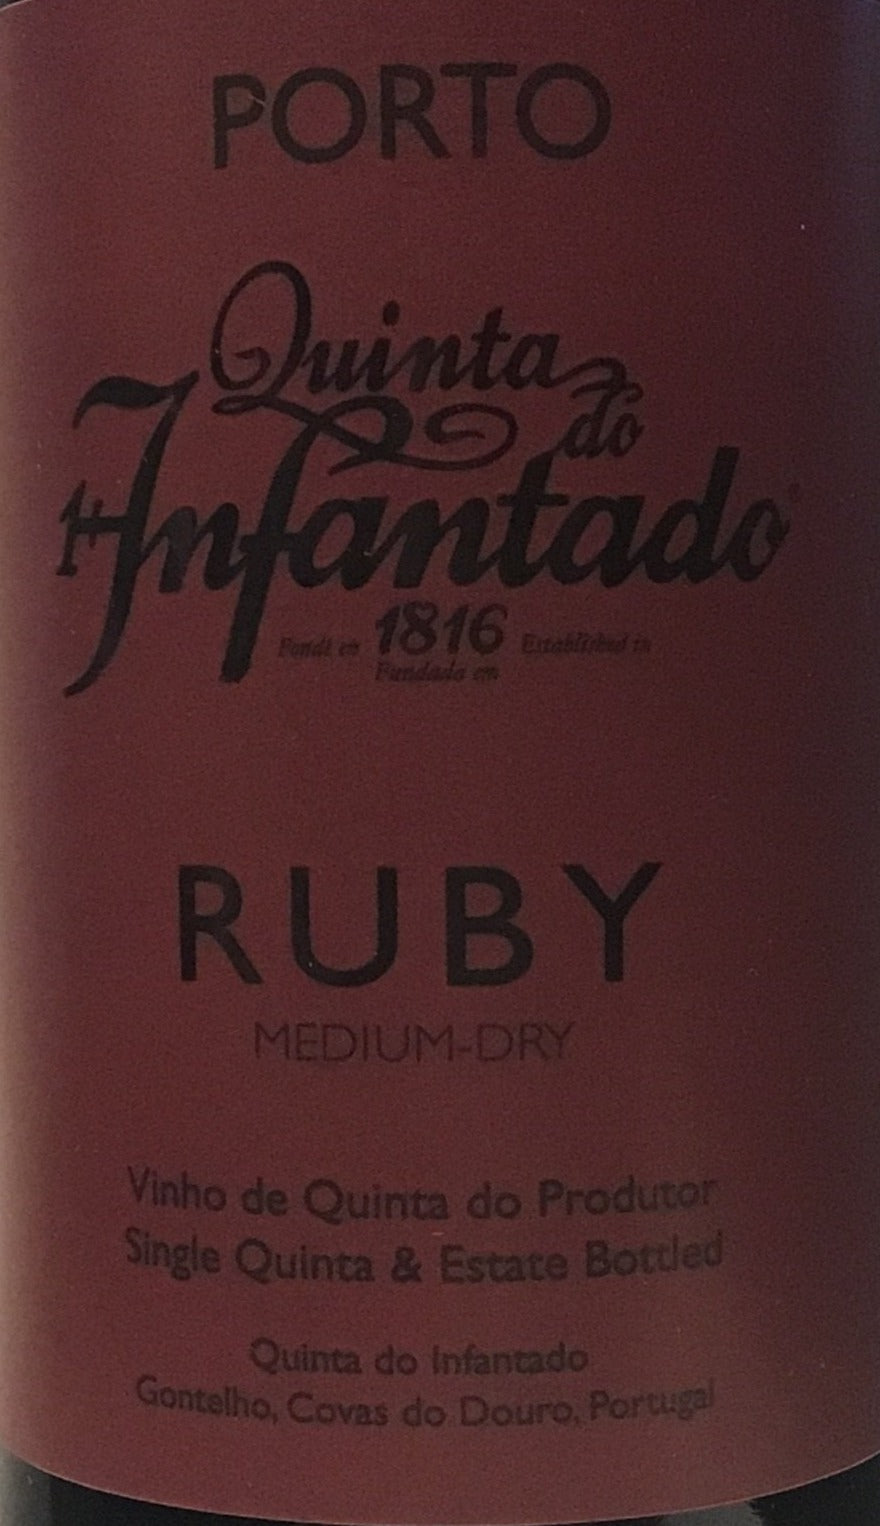 PORTO
Quinta
do
Infantado
Fondé en 1816 Established in
Fundada em
RUBY
MEDIUM-DRY
Vinho de Quinta do Produtor
Single Quinta & Estate Bottled
Quinta do Infantado
Gontelho, Covas do Douro, Portugal